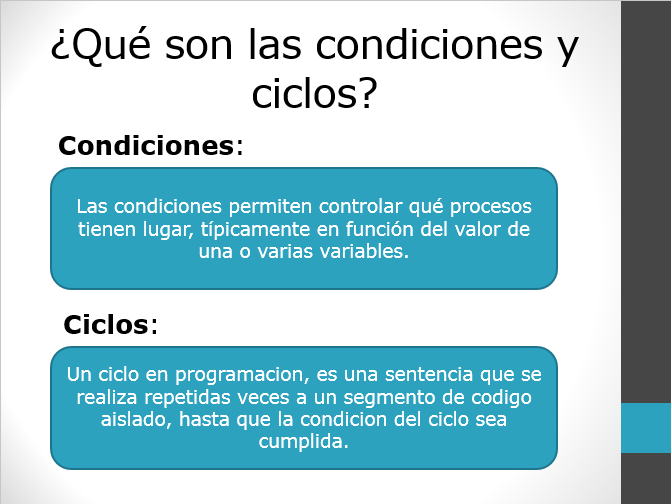 ¿Qué son las condiciones y
ciclos?
Condiciones:
Las condiciones permiten controlar qué procesos
tienen lugar, típicamente en función del valor de
una o varias variables.
Ciclos:
Un ciclo en programacion, es una sentencia que se
realiza repetidas veces a un segmento de codigo
aislado, hasta que la condicion del ciclo sea
cumplida.